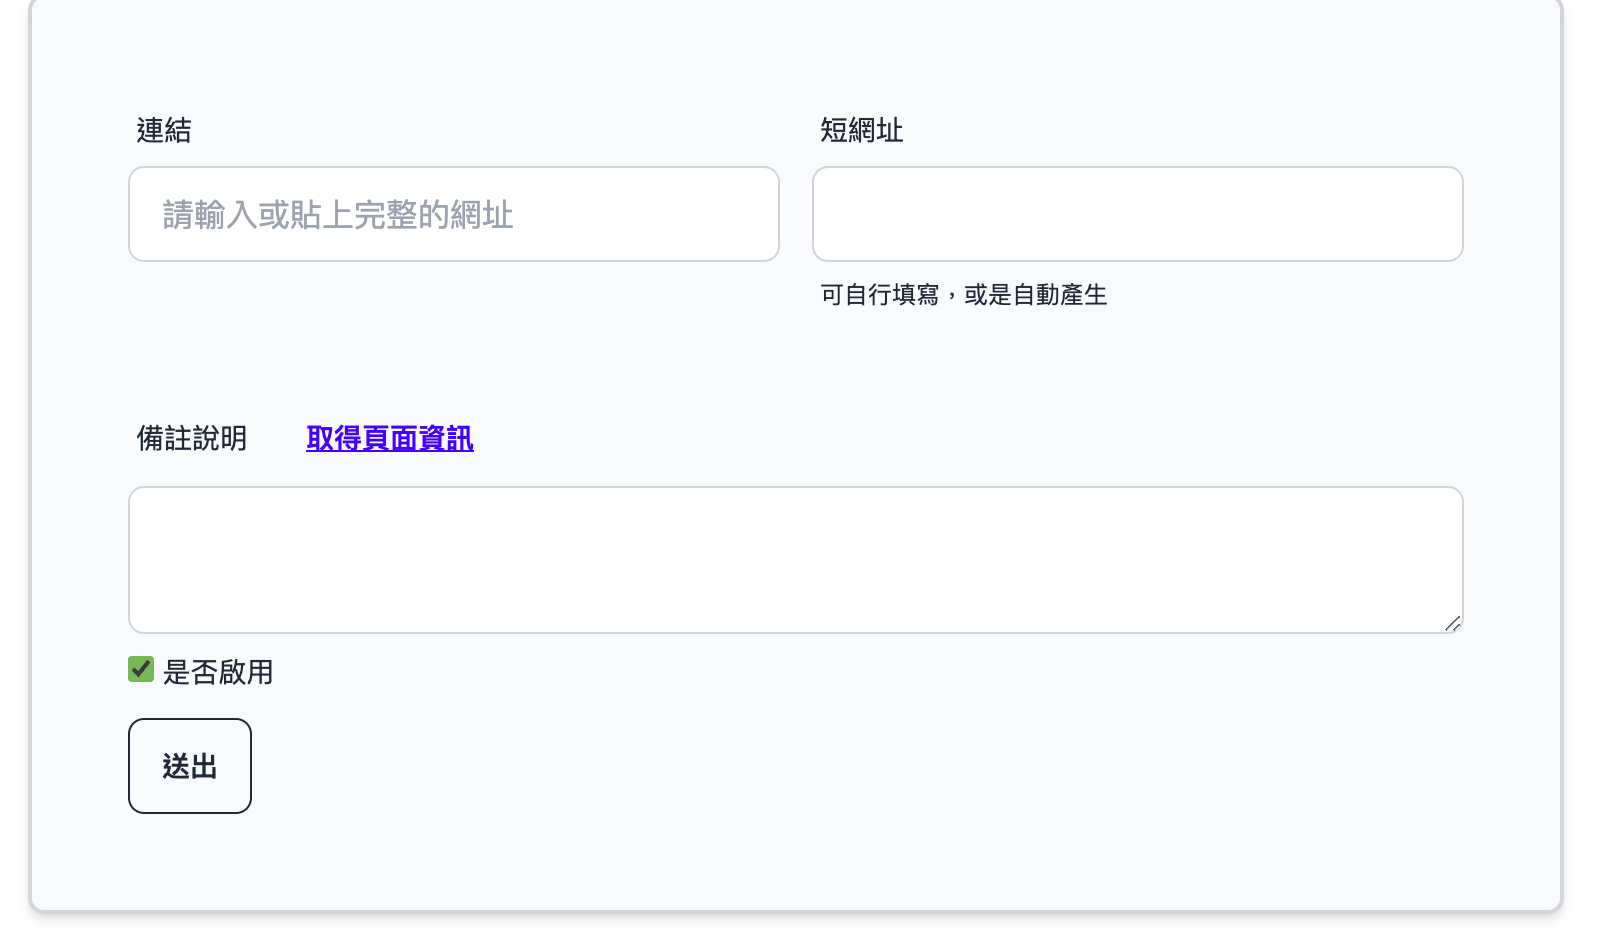 連結
短網址
請輸入或貼上完整的網址
可自行填寫，或是自動產生
備註說明 取得頁面資訊
是否啟用
送出